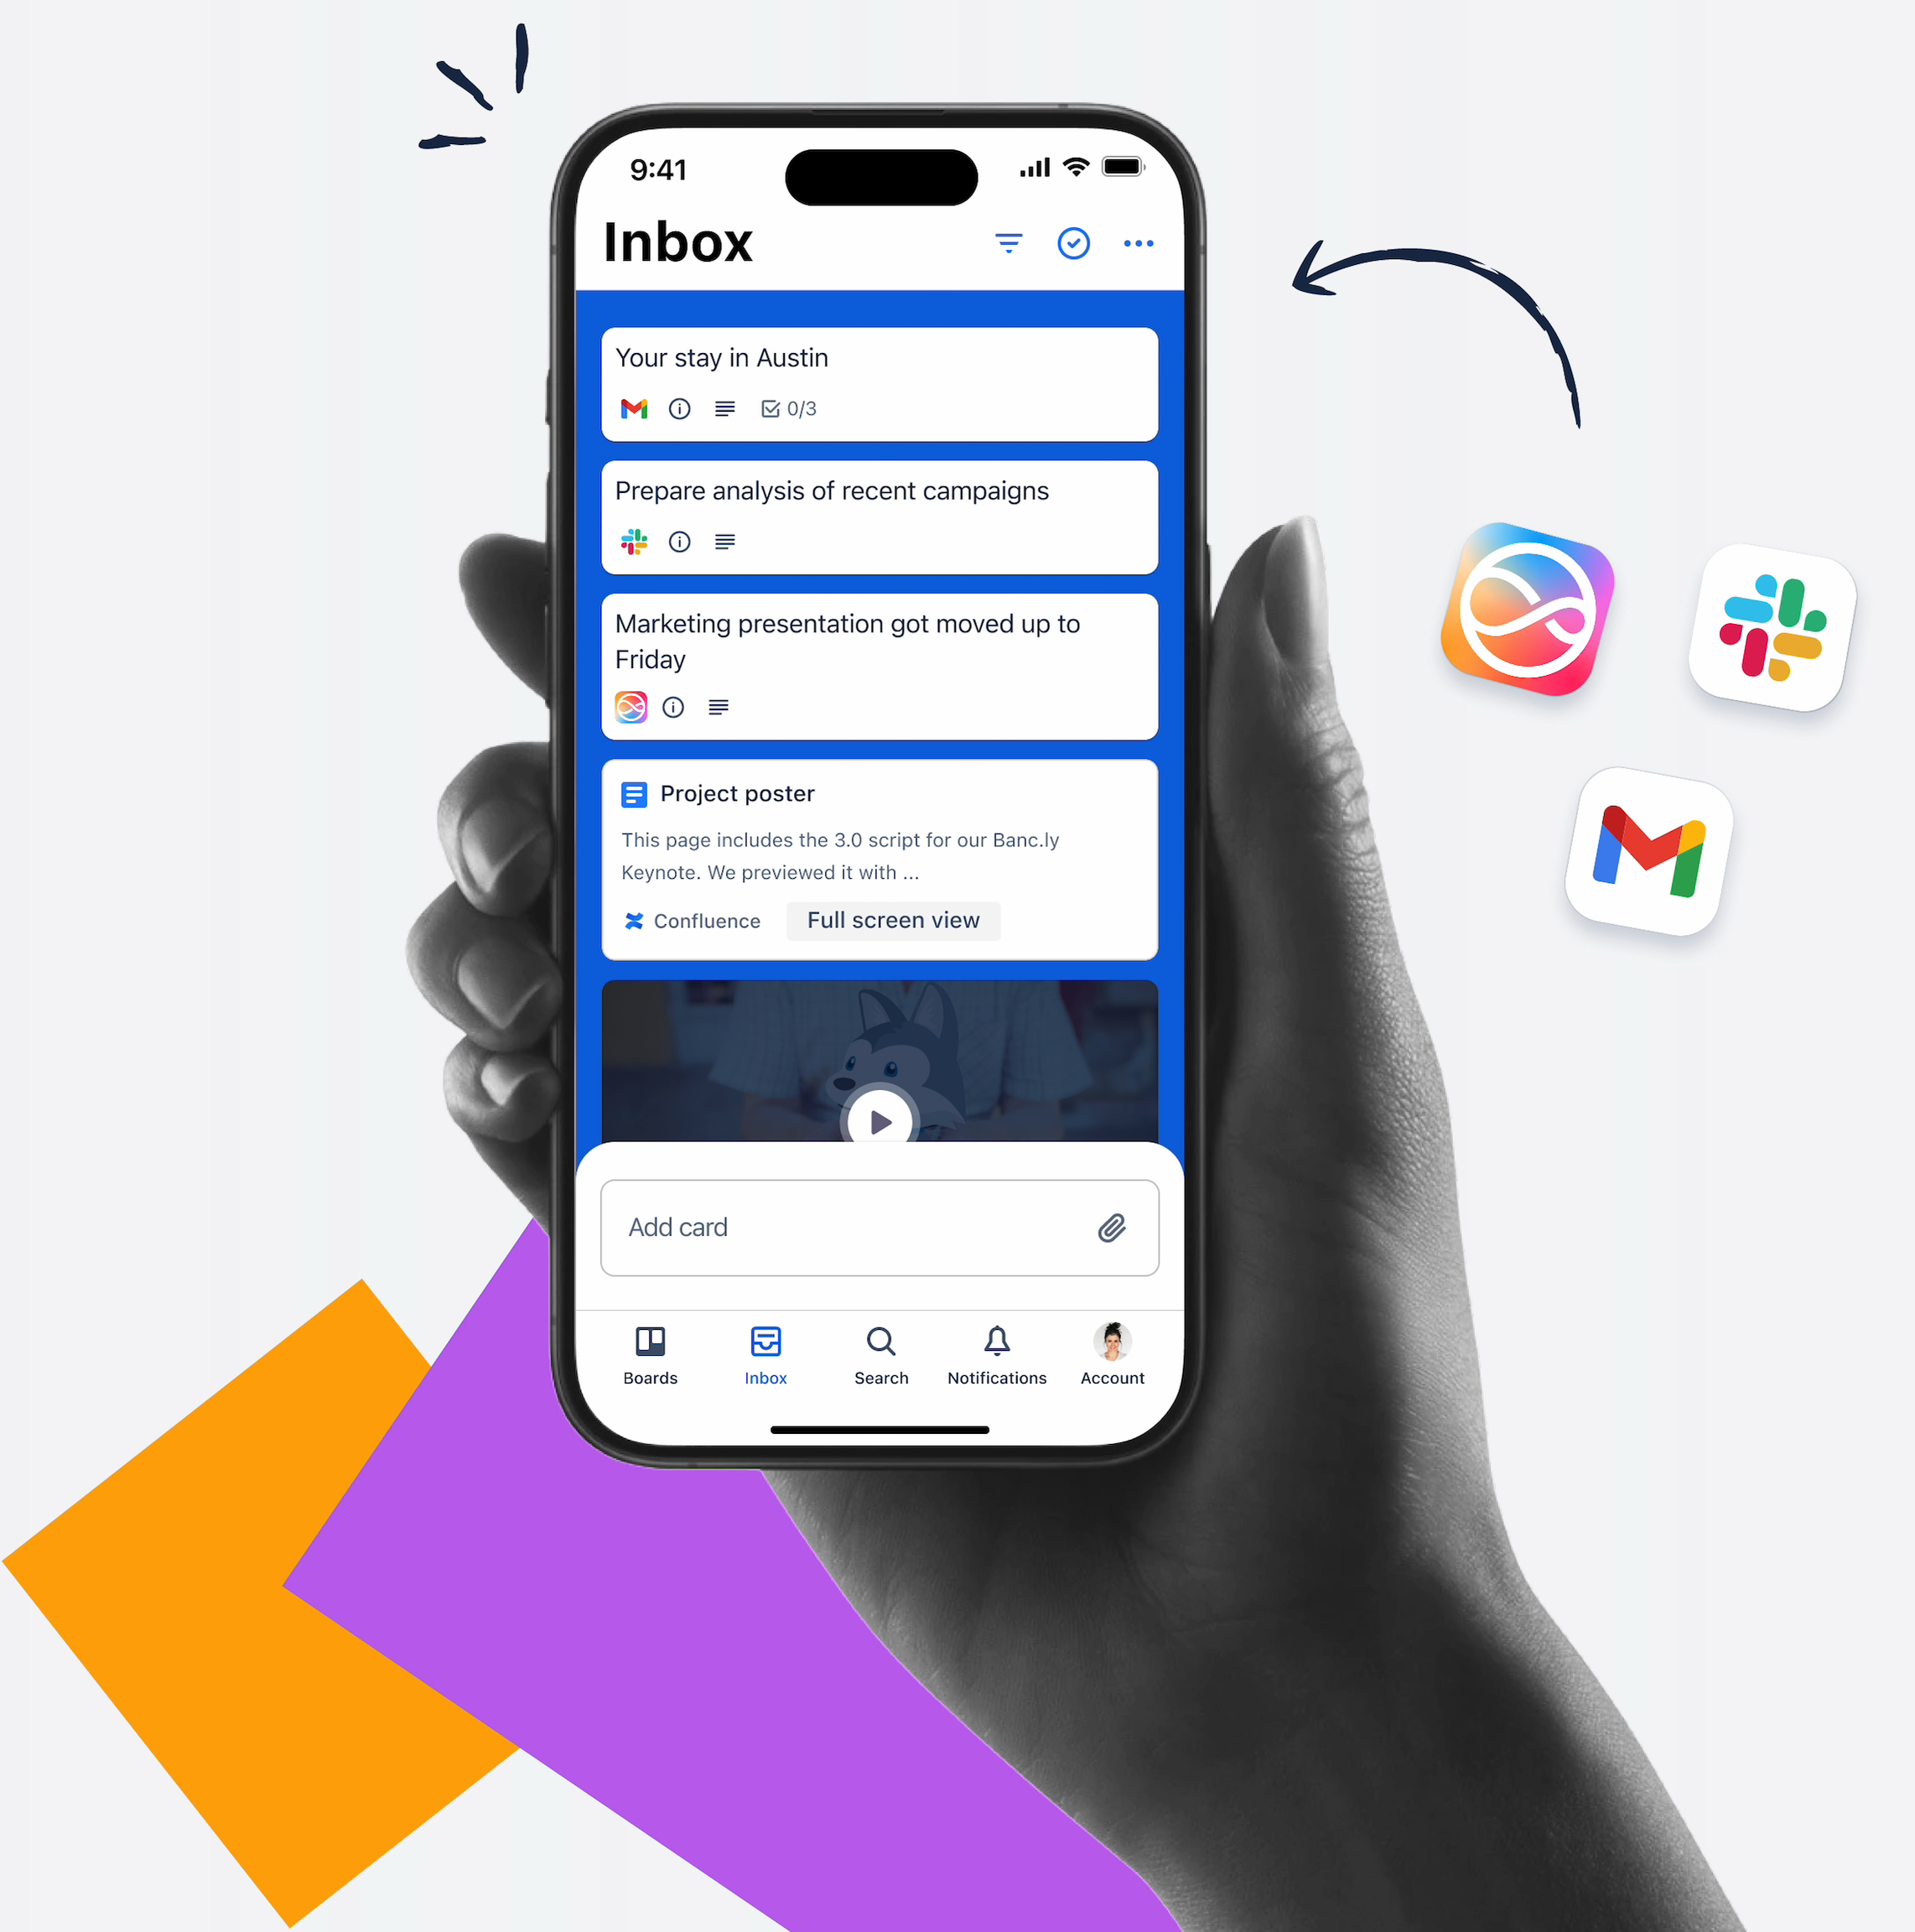 9:41
Inbox
Your stay in Austin
0/3
Prepare analysis of recent campaigns
Marketing presentation got moved up to
Friday
Project poster
This page includes the 3.0 script for our Banc.ly
Keynote. We previewed it with ...
Confluence
Full screen view
Add card
Boards
Inbox
Search
Notifications
Account